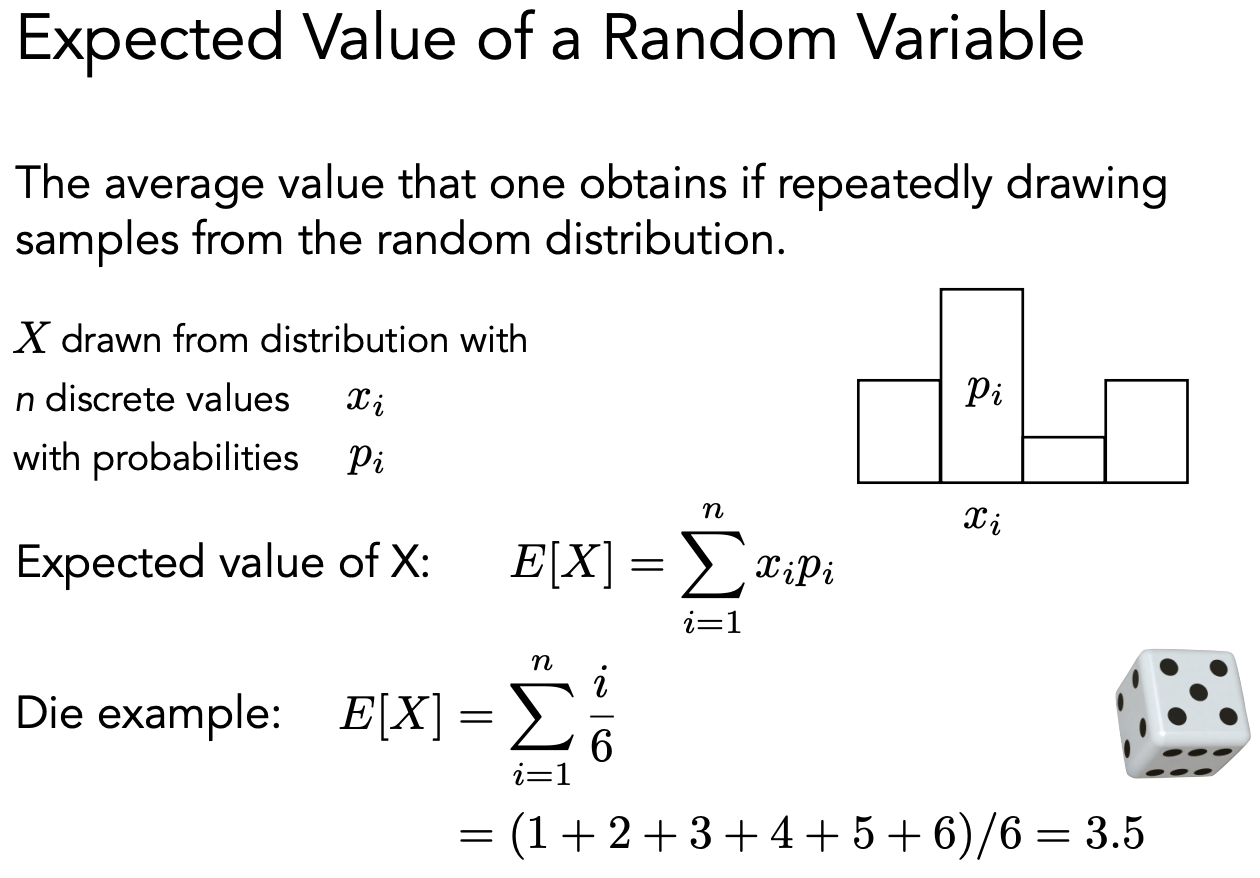 Expected Value of a Random Variable
The average value that one obtains if repeatedly drawing
samples from the random distribution.
X drawn from distribution with
n discrete values x_i
with probabilities p_i
p_i
x_i
Expected value of X: E[X] = \sum_{i=1}^{n} x_i p_i
Die example: E[X] = \sum_{i=1}^{n} \frac{i}{6}
= (1 + 2 + 3 + 4 + 5 + 6)/6 = 3.5